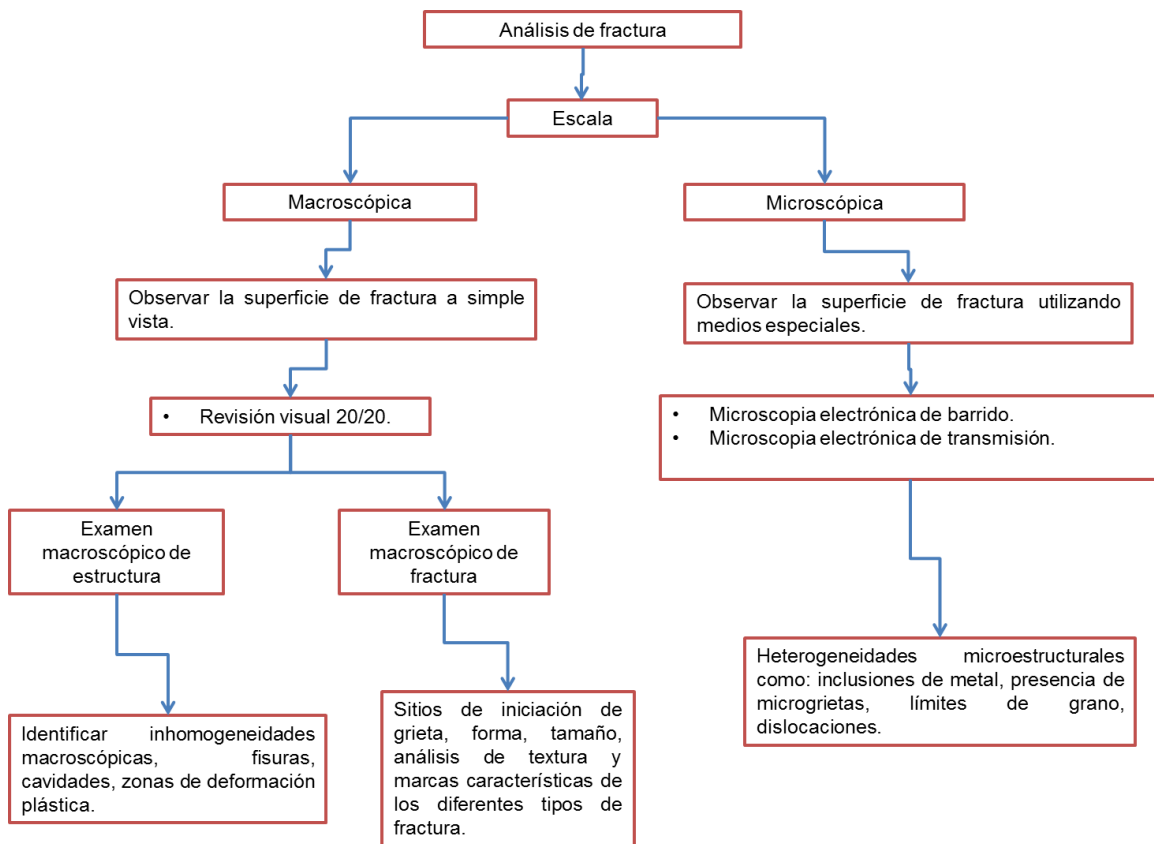 Análisis de fractura
Escala
Macroscópica
Microscópica
Observar la superficie de fractura a simple
vista.
Observar la superficie de fractura utilizando
medios especiales.
• Revisión visual 20/20.
• Microscopia electrónica de barrido.
• Microscopia electrónica de transmisión.
Examen
macroscópico de
estructura
Examen
macroscópico de
fractura
Identificar inhomogeneidades
macroscópicas, fisuras,
cavidades, zonas de deformación
plástica.
Sitios de iniciación de
grieta, forma, tamaño,
análisis de textura y
marcas características de
los diferentes tipos de
fractura.
Heterogeneidades microestructurales
como: inclusiones de metal, presencia de
microgrietas, límites de grano,
dislocaciones.